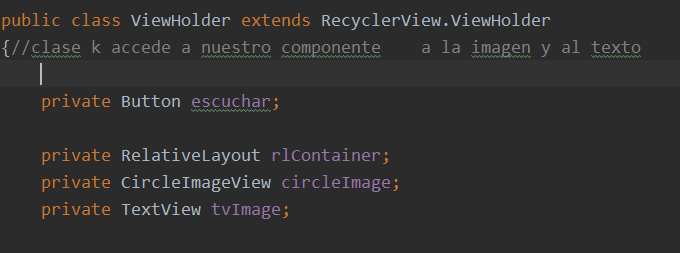 public class ViewHolder extends RecyclerView.ViewHolder
{//clase k accede a nuestro componente    a la imagen y al texto
private Button escuchar;
private RelativeLayout rlContainer;
private CircleImageView circleImage;
private TextView tvImage;